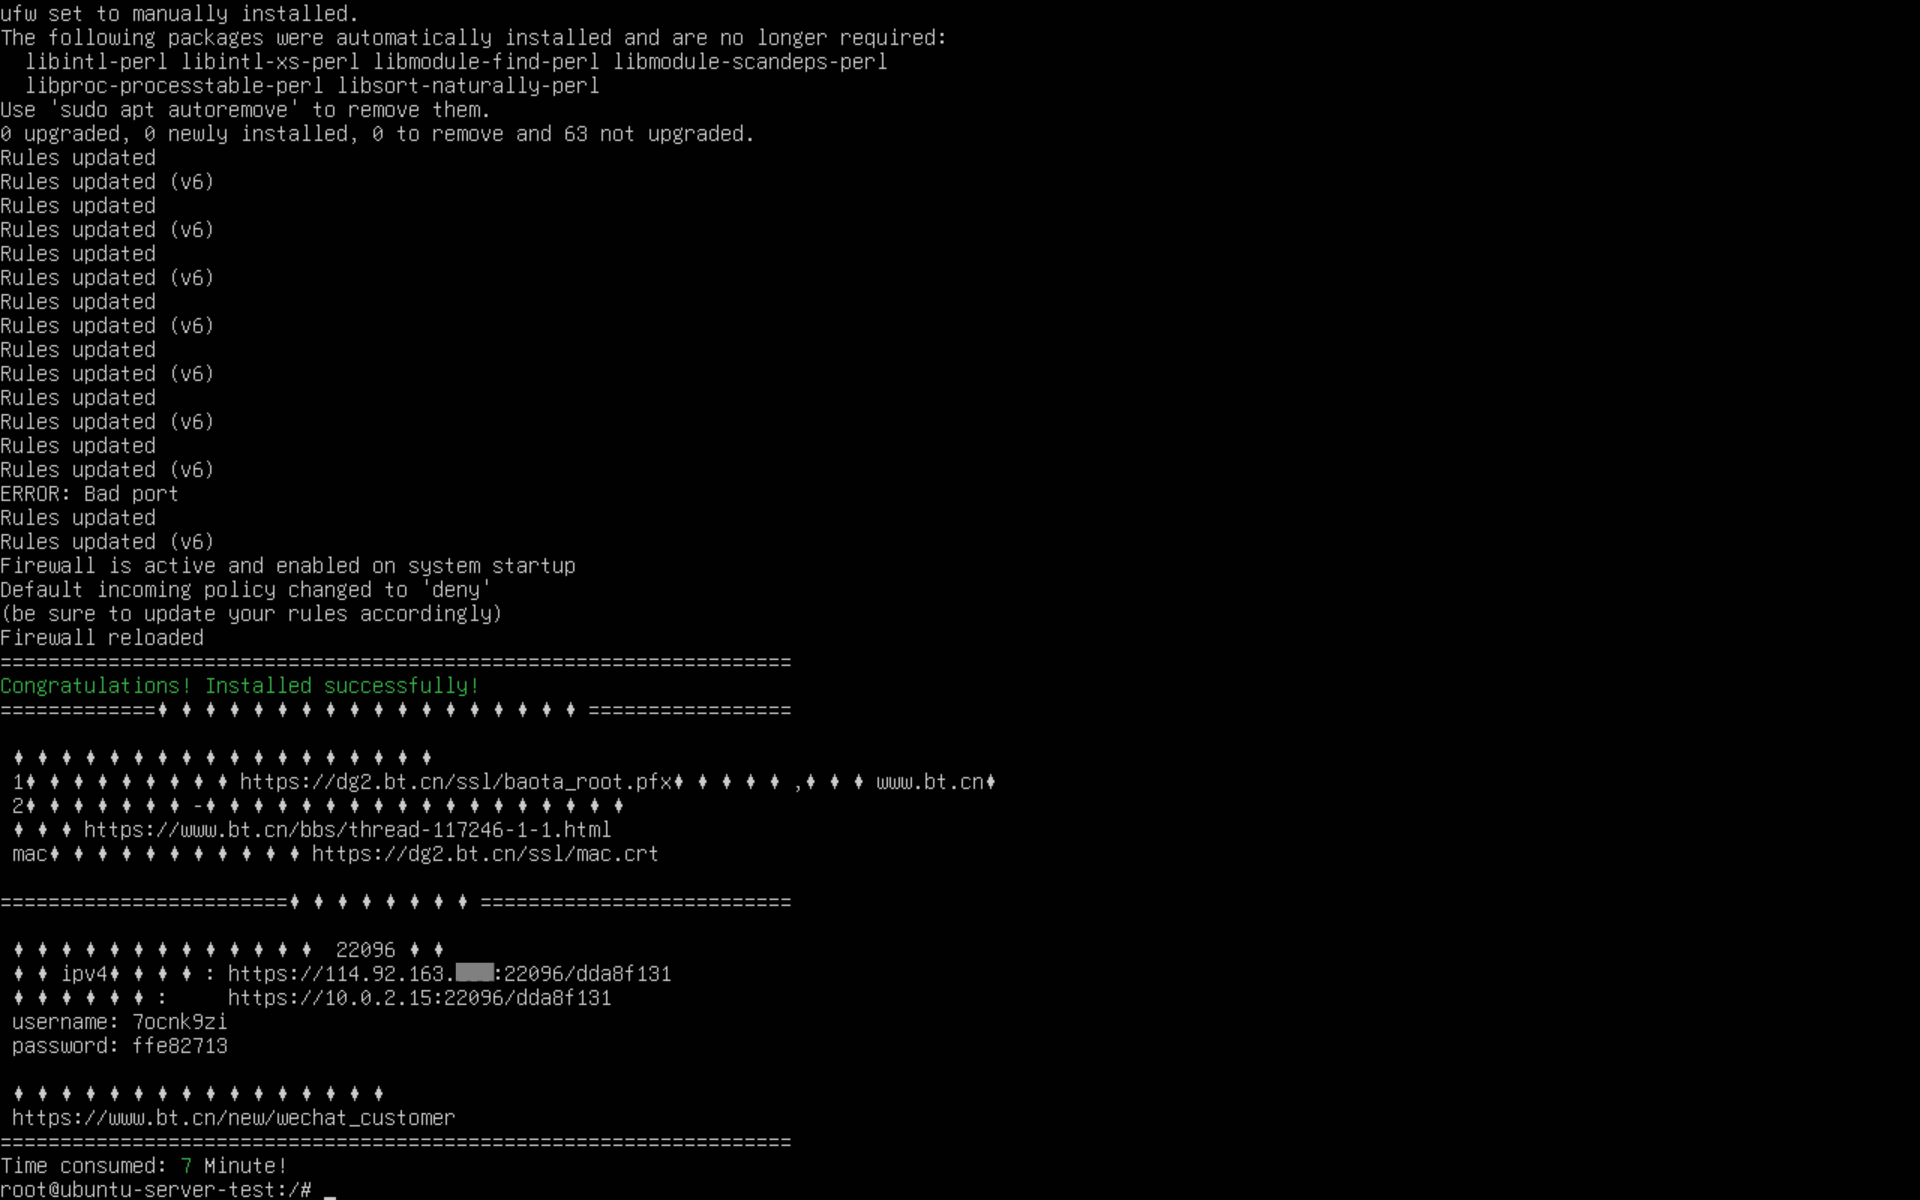 ufw set to manually installed.
The following packages were automatically installed and are no longer required:
  libintl-perl libintl-xs-perl libmodule-find-perl libmodule-scandeps-perl
  libproc-processtable-perl libsort-naturally-perl
Use 'sudo apt autoremove' to remove them.
0 upgraded, 0 newly installed, 0 to remove and 63 not upgraded.
Rules updated
Rules updated (v6)
Rules updated
Rules updated (v6)
Rules updated
Rules updated (v6)
Rules updated
Rules updated (v6)
Rules updated
Rules updated (v6)
Rules updated
Rules updated (v6)
Rules updated
Rules updated (v6)
ERROR: Bad port
Rules updated
Rules updated (v6)
Firewall is active and enabled on system startup
Default incoming policy changed to 'deny'
(be sure to update your rules accordingly)
Firewall reloaded
==================================================================
Congratulations! Installed successfully!
=============♦ ♦ ♦ ♦ ♦ ♦ ♦ ♦ ♦ ♦ ♦ ♦ ♦ ♦ ♦ ♦ ♦ ♦ =================
♦ ♦ ♦ ♦ ♦ ♦ ♦ ♦ ♦ ♦ ♦ ♦ ♦ ♦ ♦ ♦ ♦ ♦
1♦ ♦ ♦ ♦ ♦ ♦ ♦ ♦ ♦ https://dg2.bt.cn/ssl/baota_root.pfx♦ ♦ ♦ ♦ ♦ ,♦ ♦ ♦ www.bt.cn♦
2♦ ♦ ♦ ♦ ♦ ♦ ♦ -♦ ♦ ♦ ♦ ♦ ♦ ♦ ♦ ♦ ♦ ♦ ♦ ♦ ♦ ♦ ♦ ♦ ♦
♦ ♦ ♦ https://www.bt.cn/bbs/thread-117246-1-1.html
mac♦ ♦ ♦ ♦ ♦ ♦ ♦ ♦ ♦ ♦ ♦ https://dg2.bt.cn/ssl/mac.crt
========================♦ ♦ ♦ ♦ ♦ ♦ ♦ ♦ ==========================
♦ ♦ ♦ ♦ ♦ ♦ ♦ ♦ ♦ ♦ ♦ ♦ ♦  22096 ♦ ♦
♦ ♦ ipv4♦ ♦ ♦ ♦ : https://114.92.163.   :22096/dda8f131
♦ ♦ ♦ ♦ ♦ ♦ :     https://10.0.2.15:22096/dda8f131
username: 7ocnk9zi
password: ffe82713
♦ ♦ ♦ ♦ ♦ ♦ ♦ ♦ ♦ ♦ ♦ ♦ ♦ ♦ ♦ ♦
https://www.bt.cn/new/wechat_customer
==================================================================
Time consumed: 7 Minute!
root@ubuntu-server-test:/# _